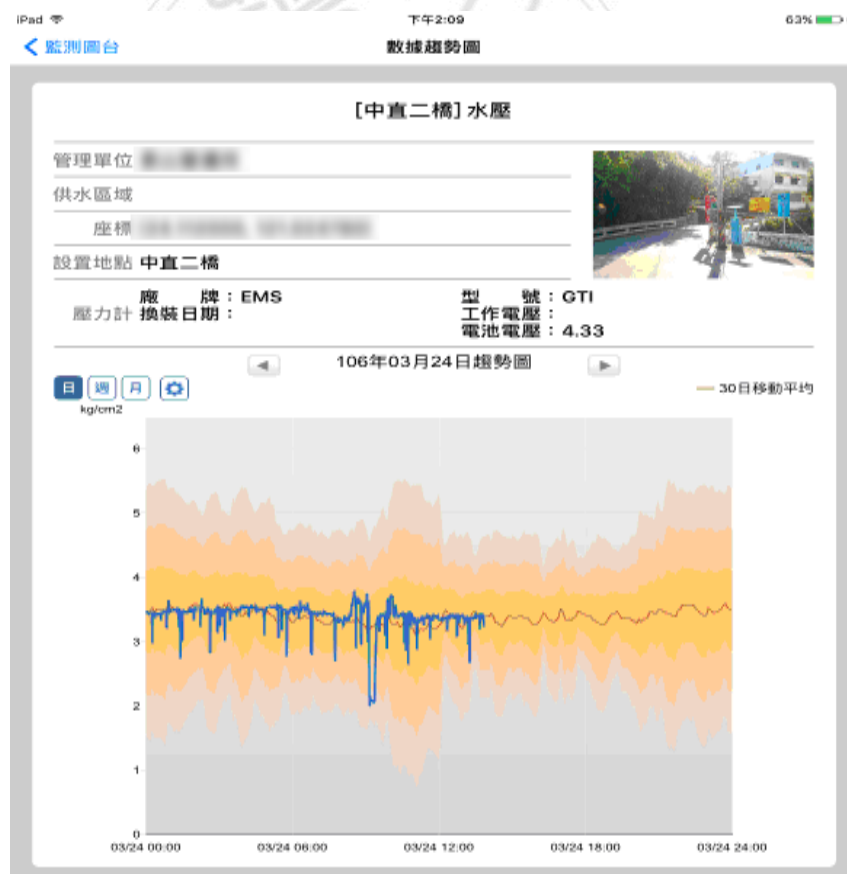 iPad 下午2:09 63%
監測圖台 數據趨勢圖
[中直二橋] 水壓
管理單位
供水區域
座標
設置地點 中直二橋
壓力計 廠 牌：EMS 型 號：GTI
換裝日期： 工作電壓：
電池電壓：4.33
106年03月24日趨勢圖
日 週 月 30日移動平均
kg/cm2
6
5
4
3
2
1
0
03/24 00:00 03/24 06:00 03/24 12:00 03/24 18:00 03/24 24:00